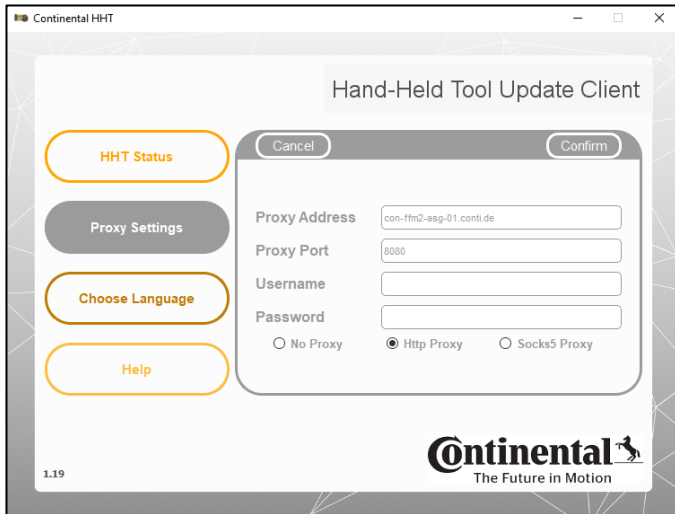 Continental HHT
Hand-Held Tool Update Client
HHT Status
Proxy Settings
Choose Language
Help
Cancel
Confirm
Proxy Address
con-ffm2-asg-01.conti.de
Proxy Port
8080
Username
Password
No Proxy
Http Proxy
Socks5 Proxy
1.19
Continental
The Future in Motion